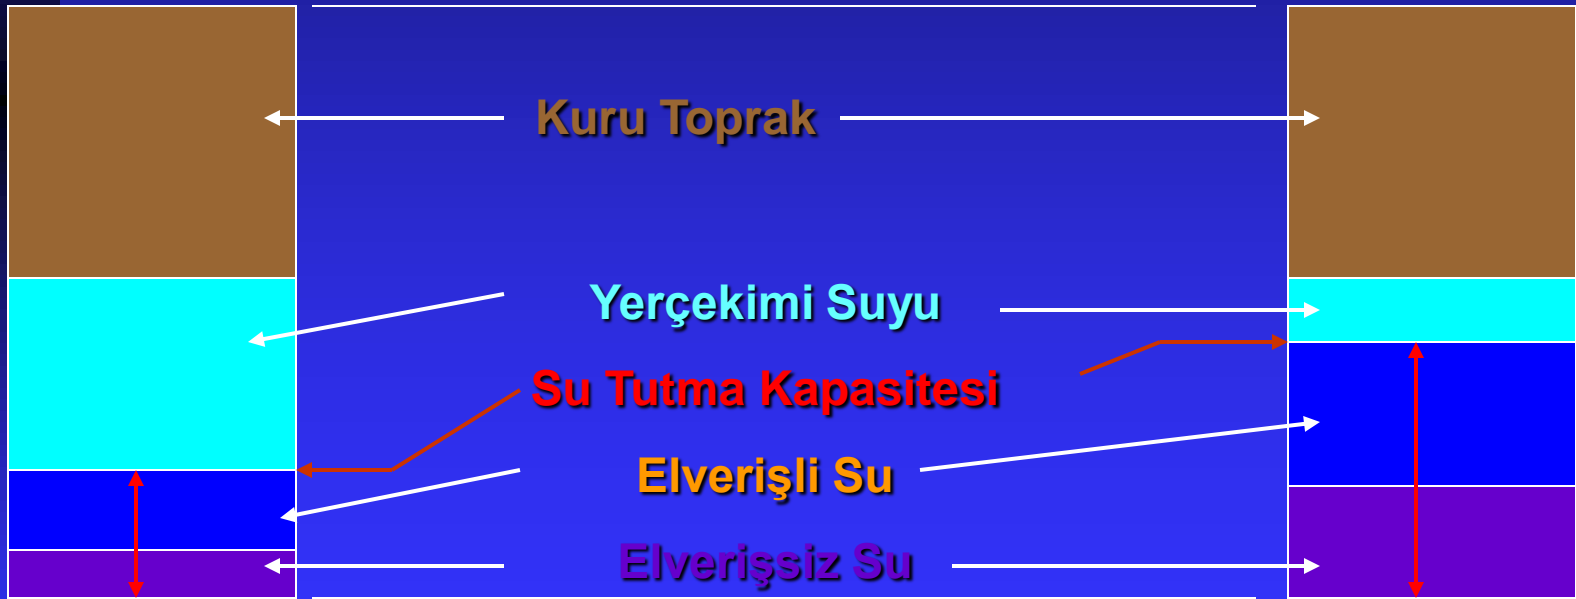 Kuru Toprak
Yerçekimi Suyu
Su Tutma Kapasitesi
Elverişli Su
Elverişsiz Su